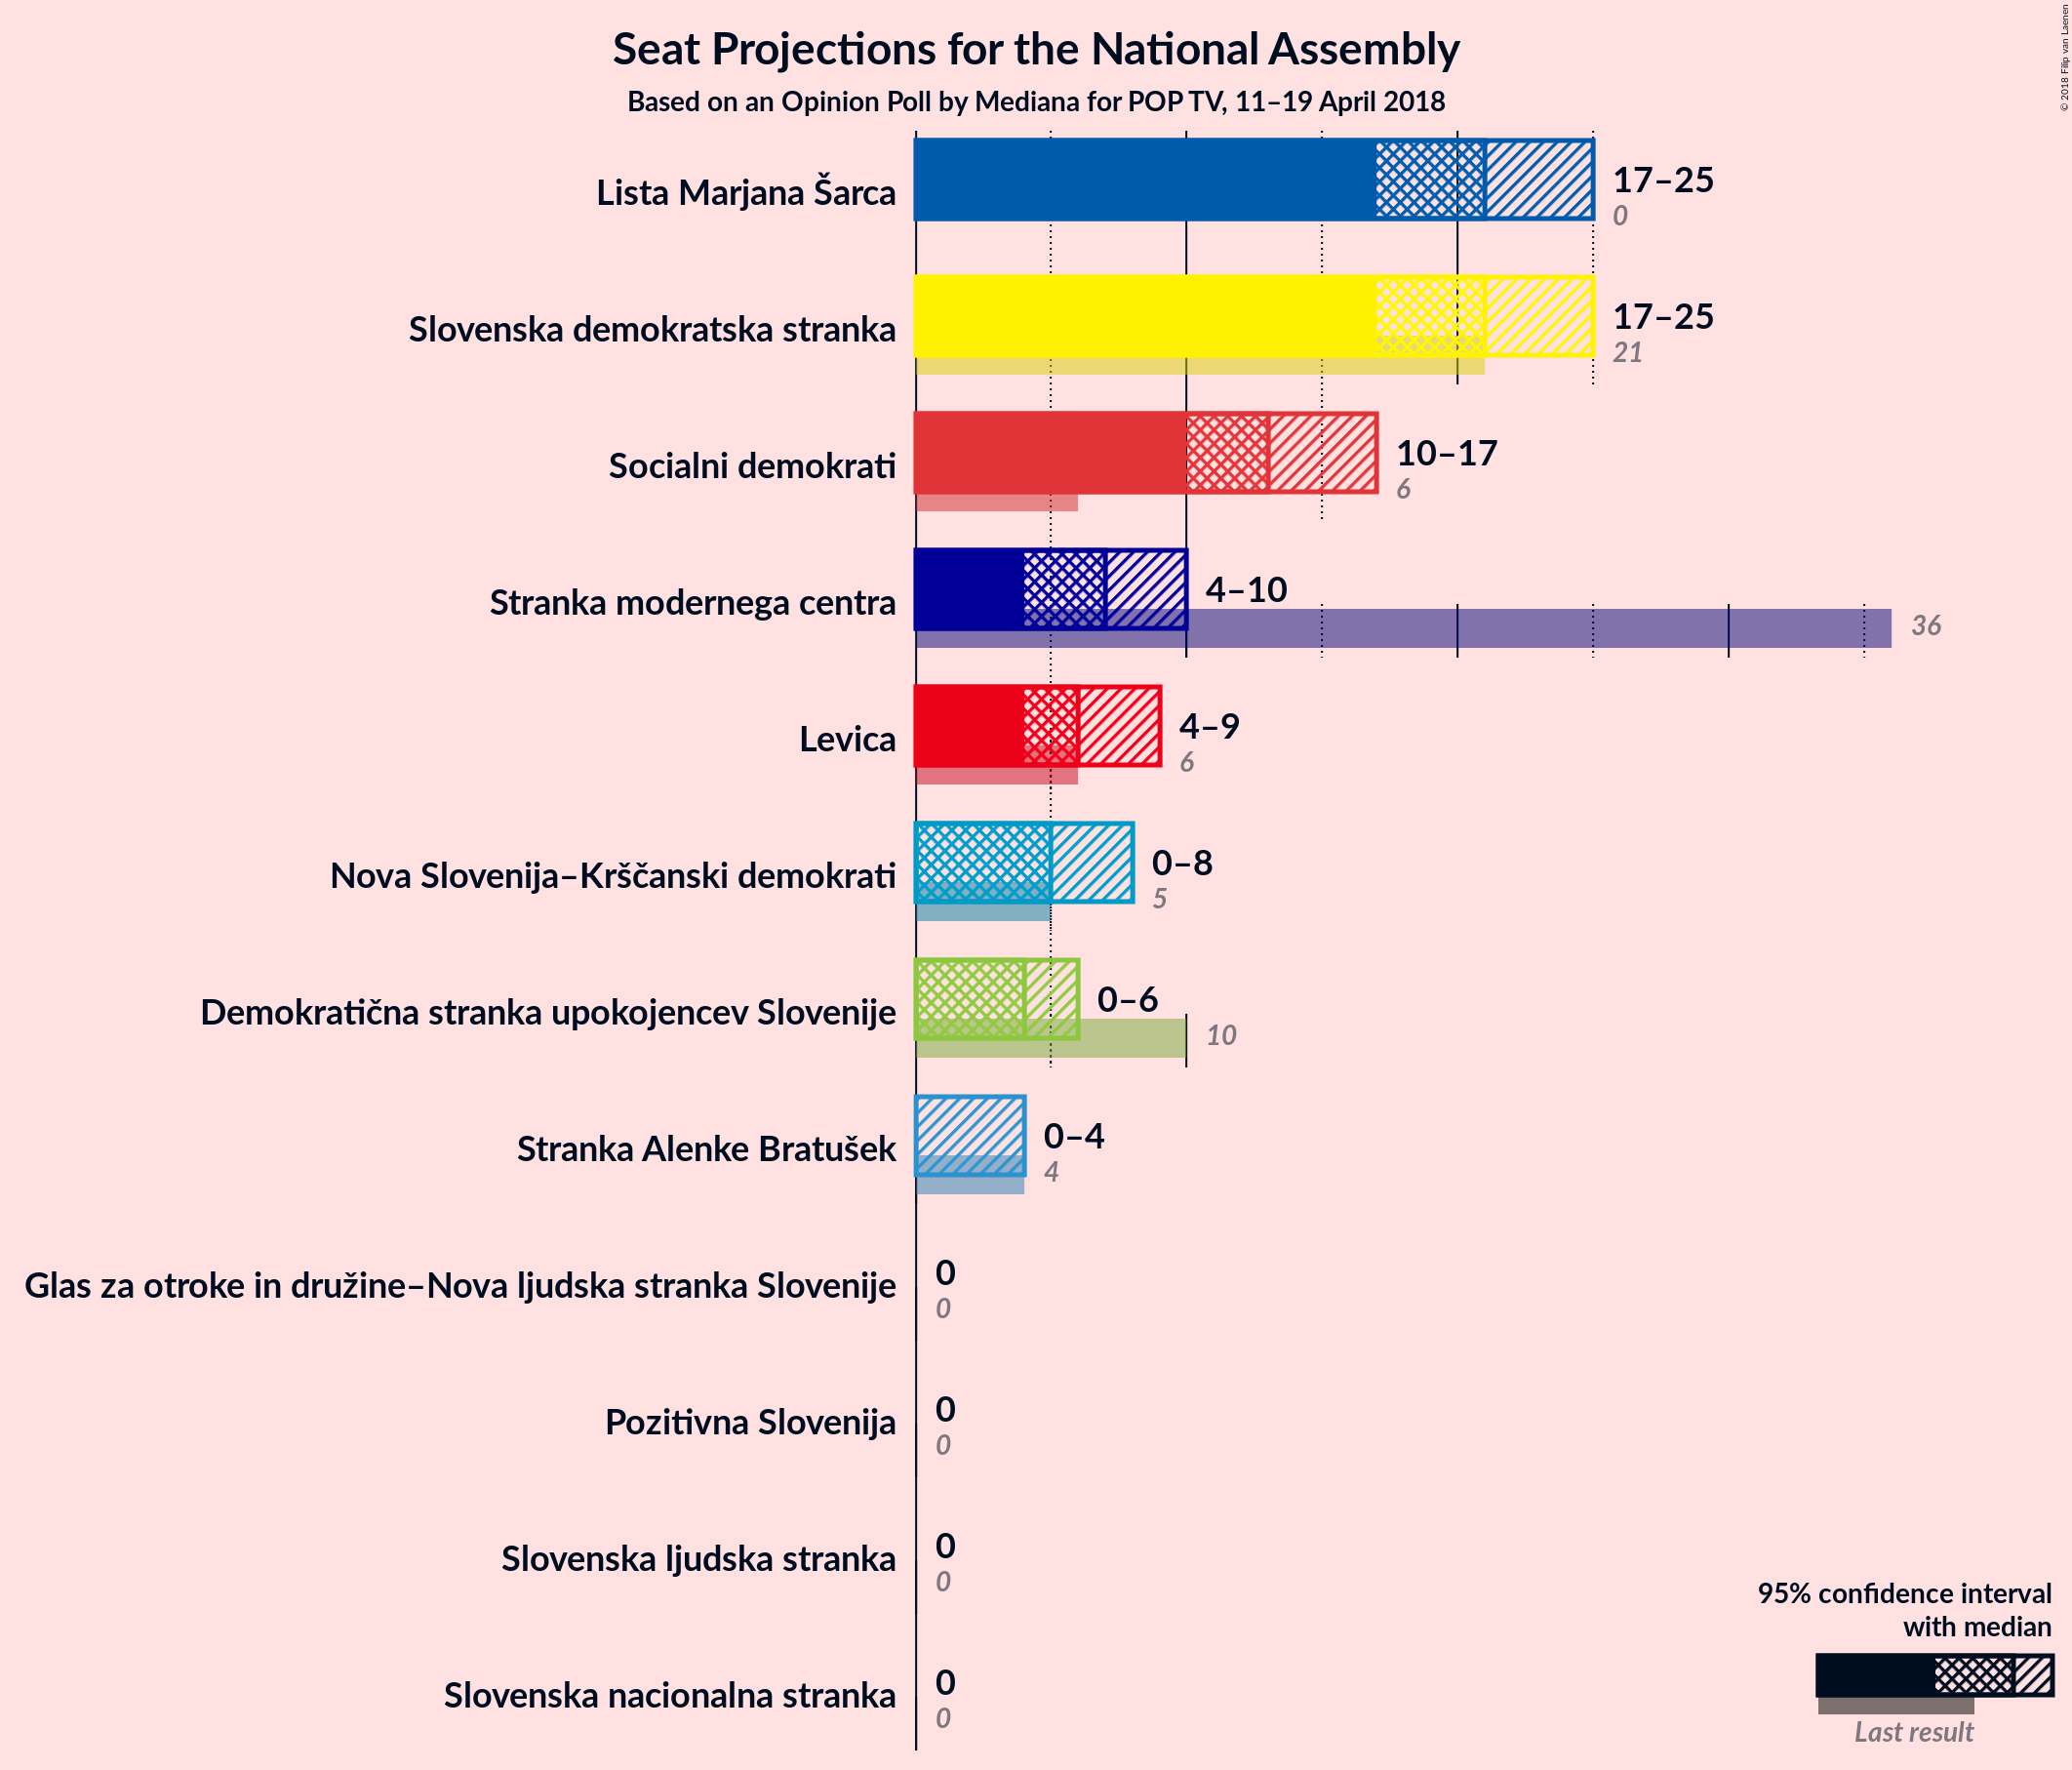 Seat Projections for the National Assembly
Based on an Opinion Poll by Mediana for POP TV, 11–19 April 2018
© 2018 Filip van Laenen
Lista Marjana Šarca
17–25
0
Slovenska demokratska stranka
17–25
21
Socialni demokrati
10–17
6
Stranka modernega centra
4–10
36
Levica
4–9
6
Nova Slovenija–Krščanski demokrati
0–8
5
Demokratična stranka upokojencev Slovenije
0–6
10
Stranka Alenke Bratušek
0–4
4
Glas za otroke in družine–Nova ljudska stranka Slovenije
0
0
Pozitivna Slovenija
0
0
Slovenska ljudska stranka
0
0
Slovenska nacionalna stranka
0
0
95% confidence interval
with median
Last result